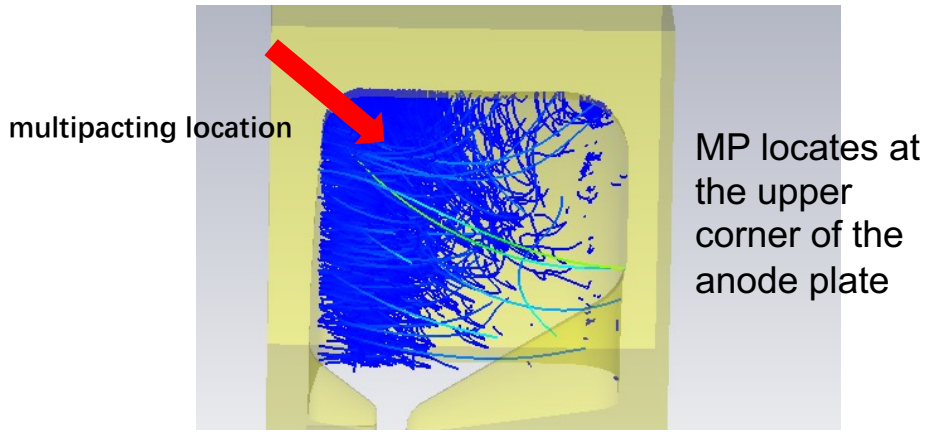 multipacting location
MP locates at
the upper
corner of the
anode plate